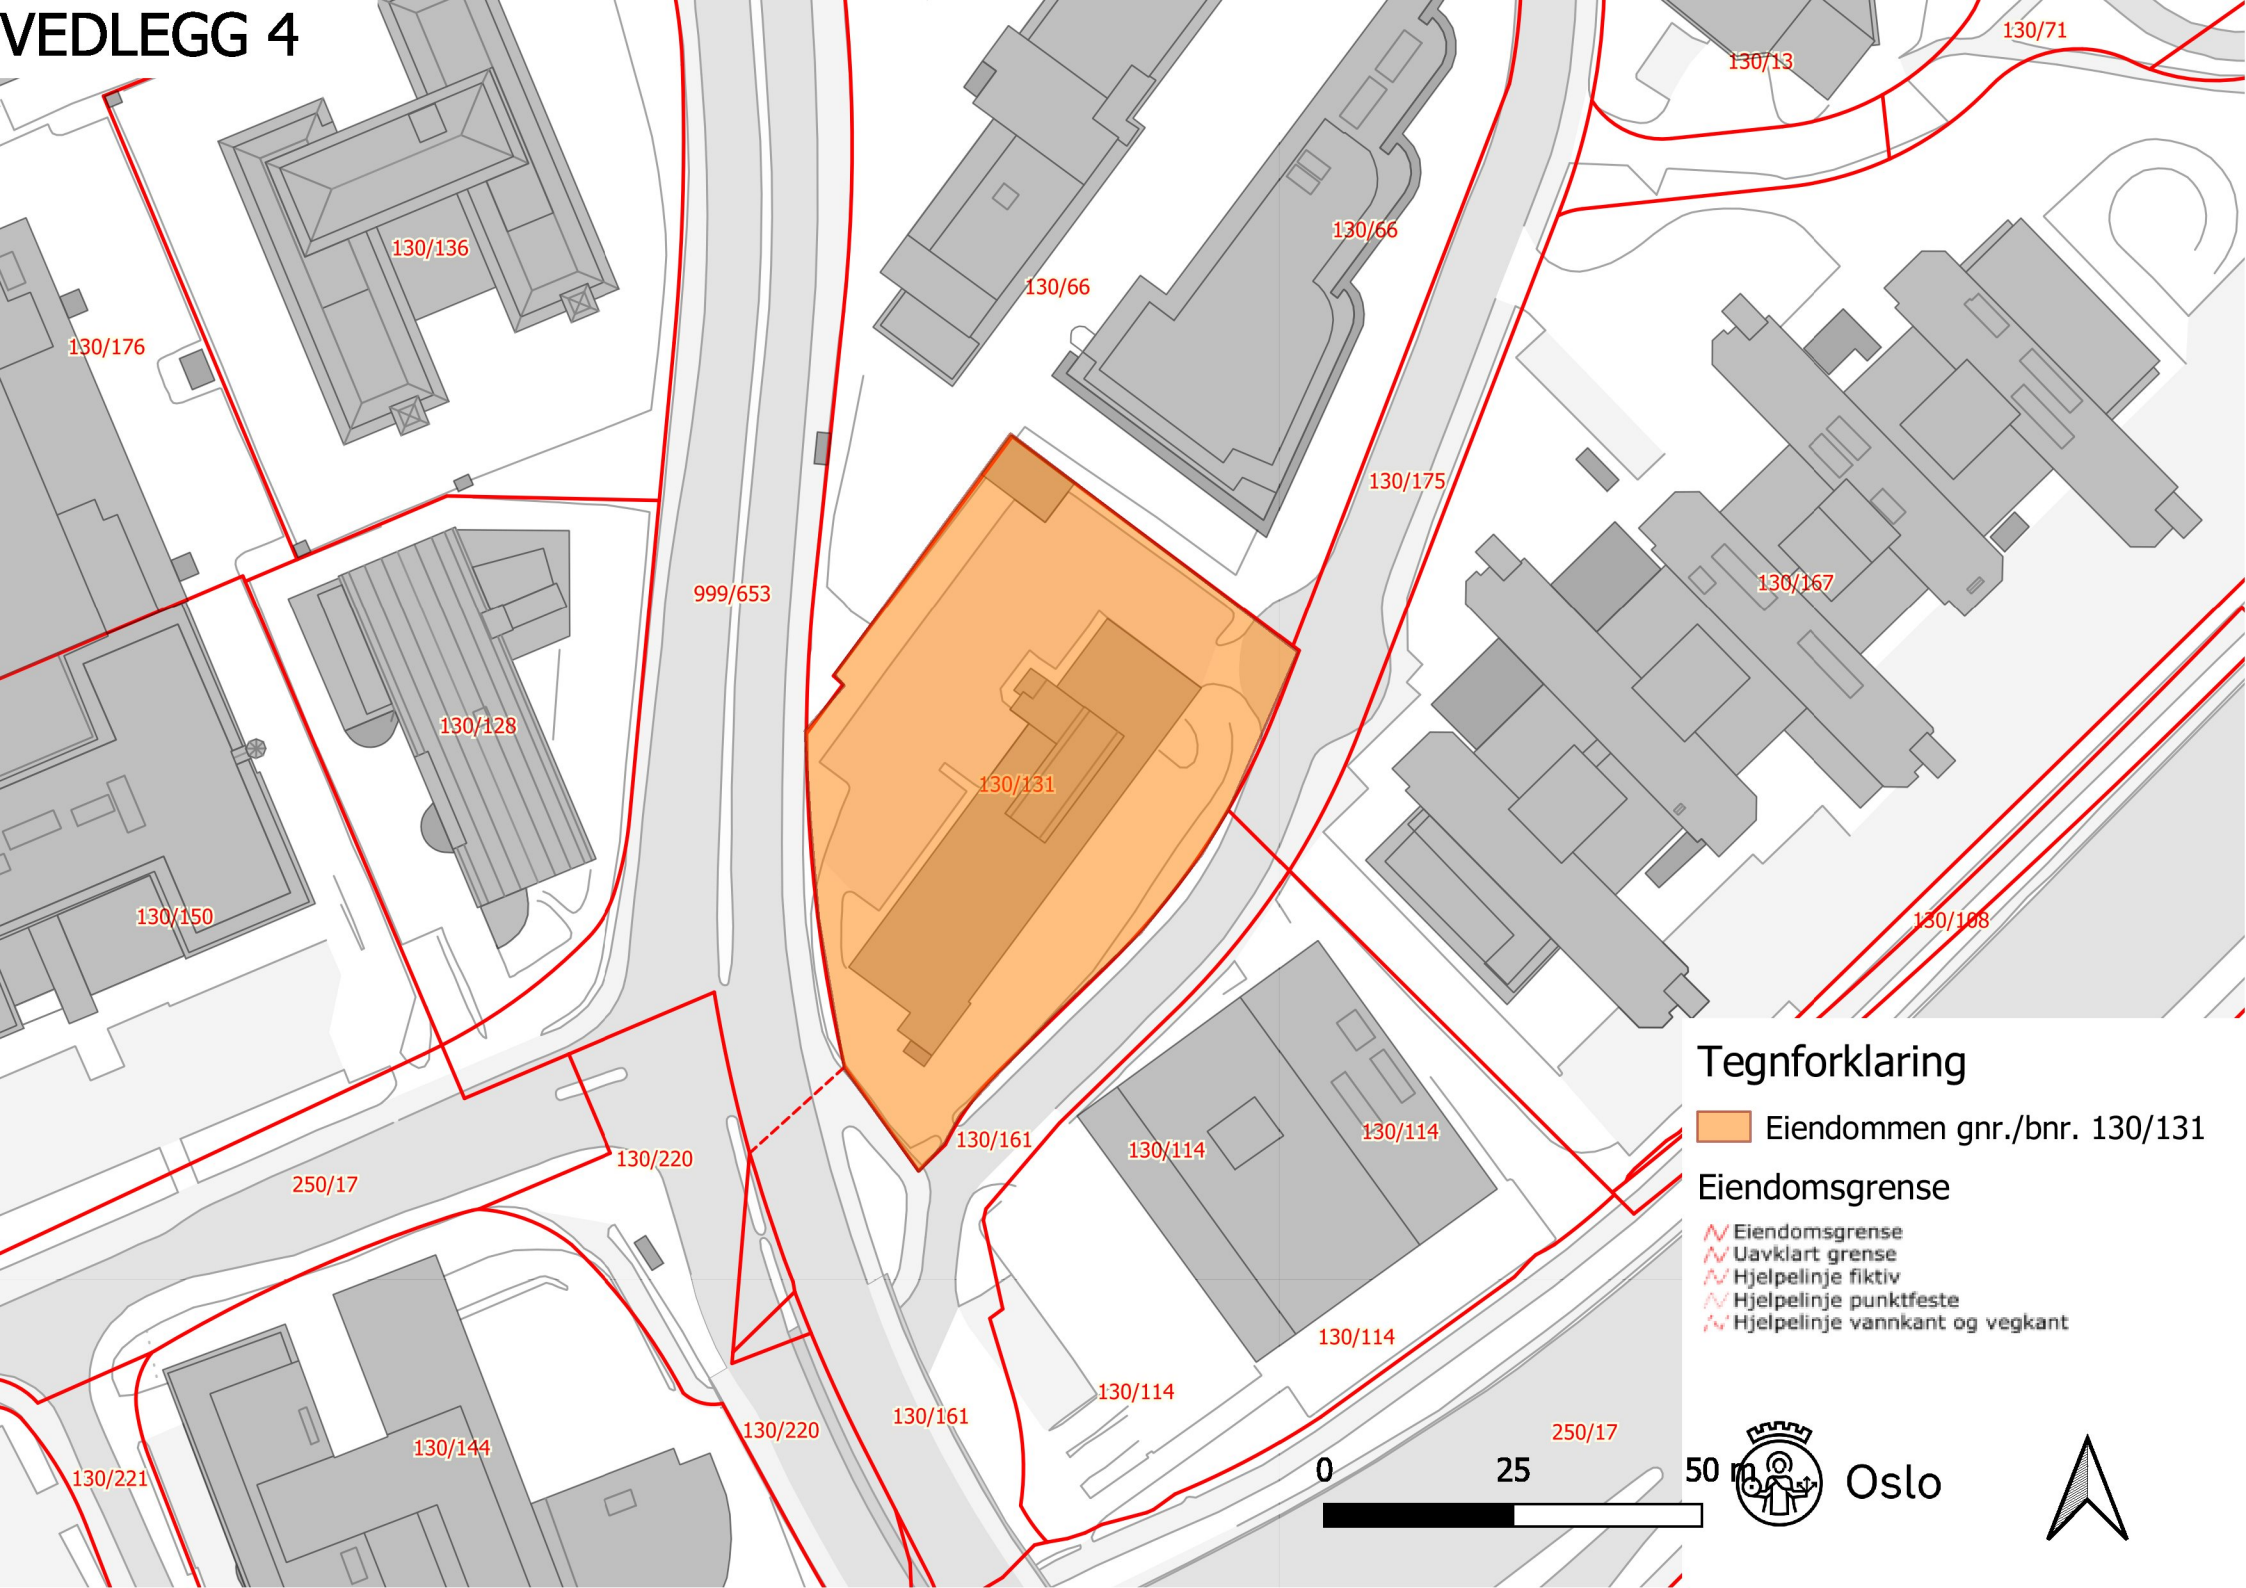 VEDLEGG 4
130/71
130/13
130/136
130/66
130/66
130/176
130/175
130/167
999/653
130/128
130/131
130/150
130/108
130/161
130/114
130/114
130/220
250/17
130/114
130/114
130/161
130/220
130/144
130/221
250/17
Tegnforklaring
Eiendommen gnr./bnr. 130/131
Eiendomsgrense
Eiendomsgrense
Uavklart grense
Hjelpelinje fiktiv
Hjelpelinje punktfeste
Hjelpelinje vannkant og vegkant
0 25 50 m
Oslo